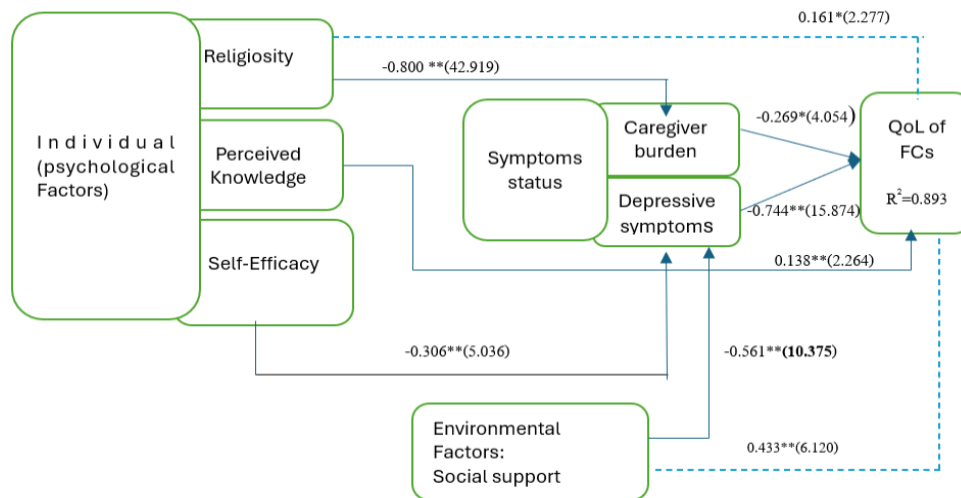 0.161*(2.277)
Religiosity
-0.800 **(42.919)
Individual
(psychological
Factors)
Perceived
Knowledge
Self-Efficacy
Symptoms
status
Caregiver
burden
Depressive
symptoms
-0.269*(4.054)
-0.744**(15.874)
QoL of
FCs
R²=0.893
0.138**(2.264)
-0.306**(5.036)
-0.561**(10.375)
Environmental
Factors:
Social support
0.433**(6.120)